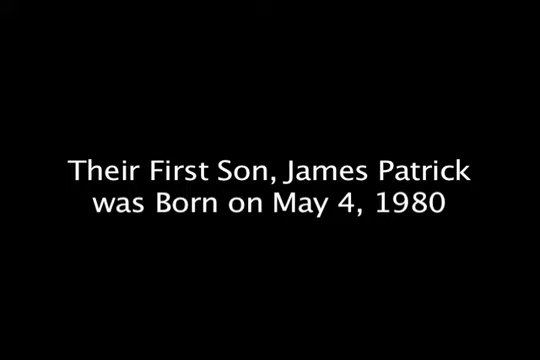 Their First Son, James Patrick
was Born on May 4, 1980